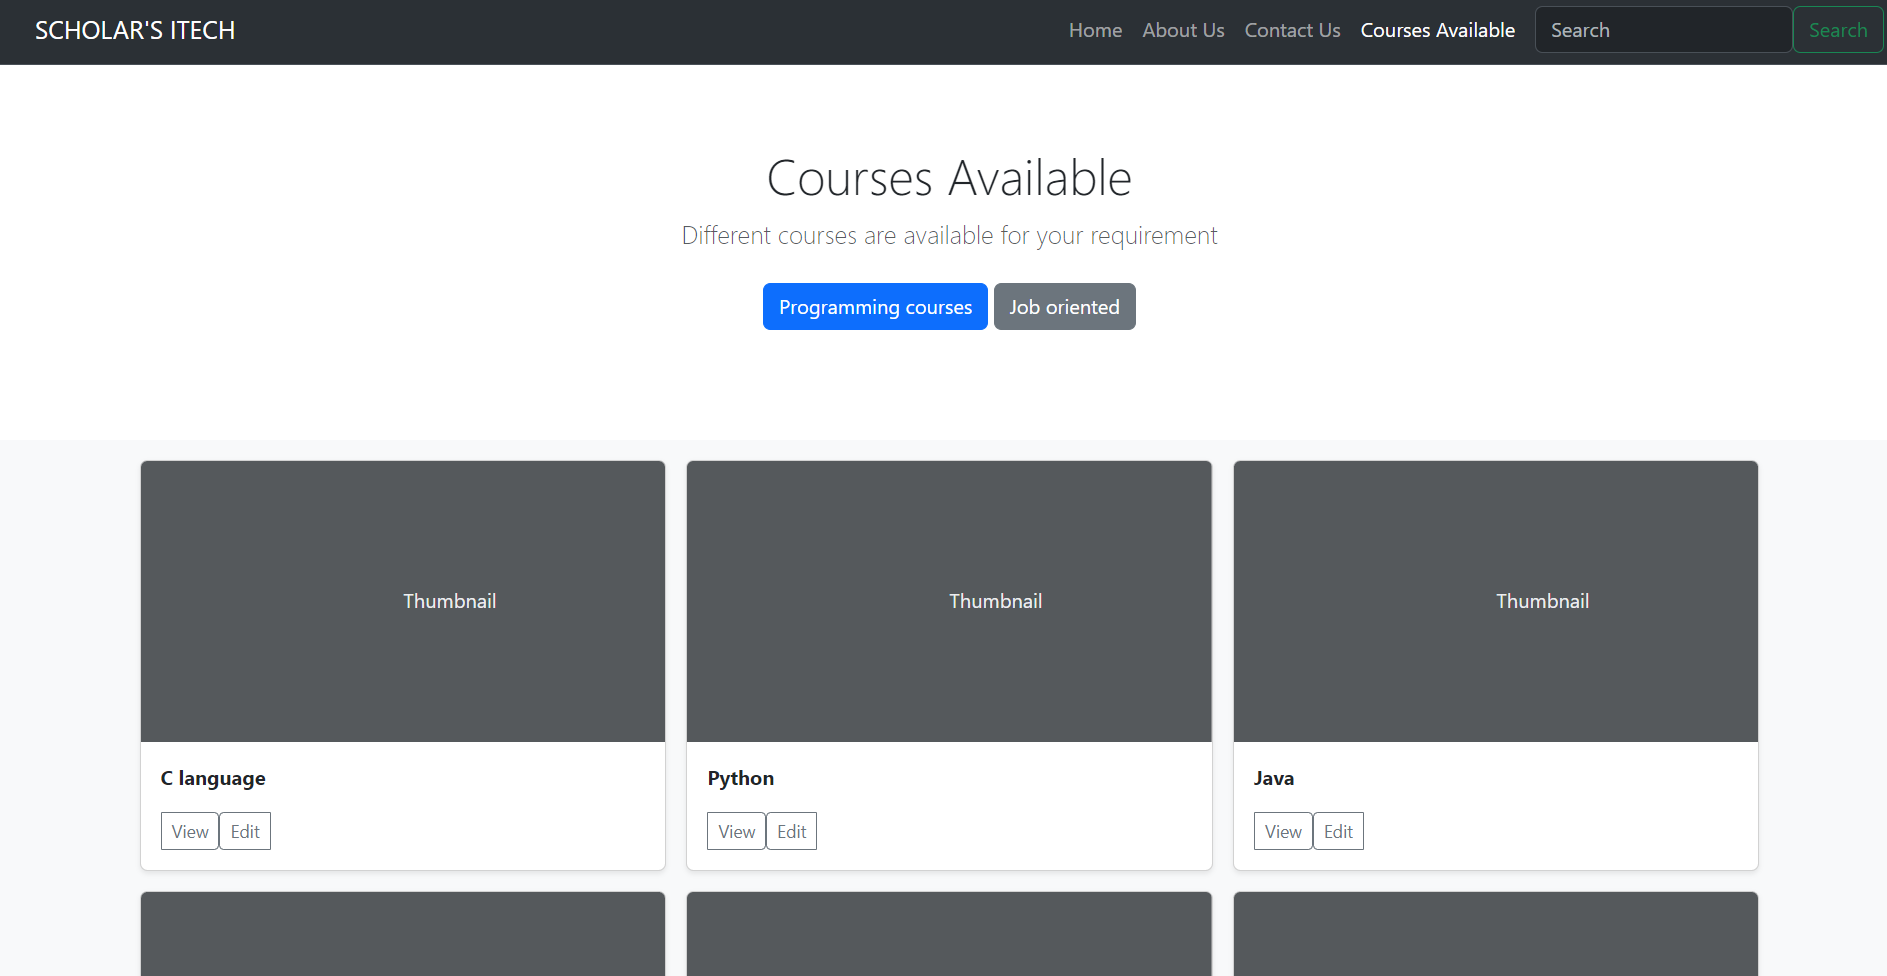 SCHOLAR'S ITECH Home About Us Contact Us Courses Available Search Search
Courses Available
Different courses are available for your requirement
Programming courses Job oriented
Thumbnail Thumbnail Thumbnail
C language Python Java
View Edit View Edit View Edit